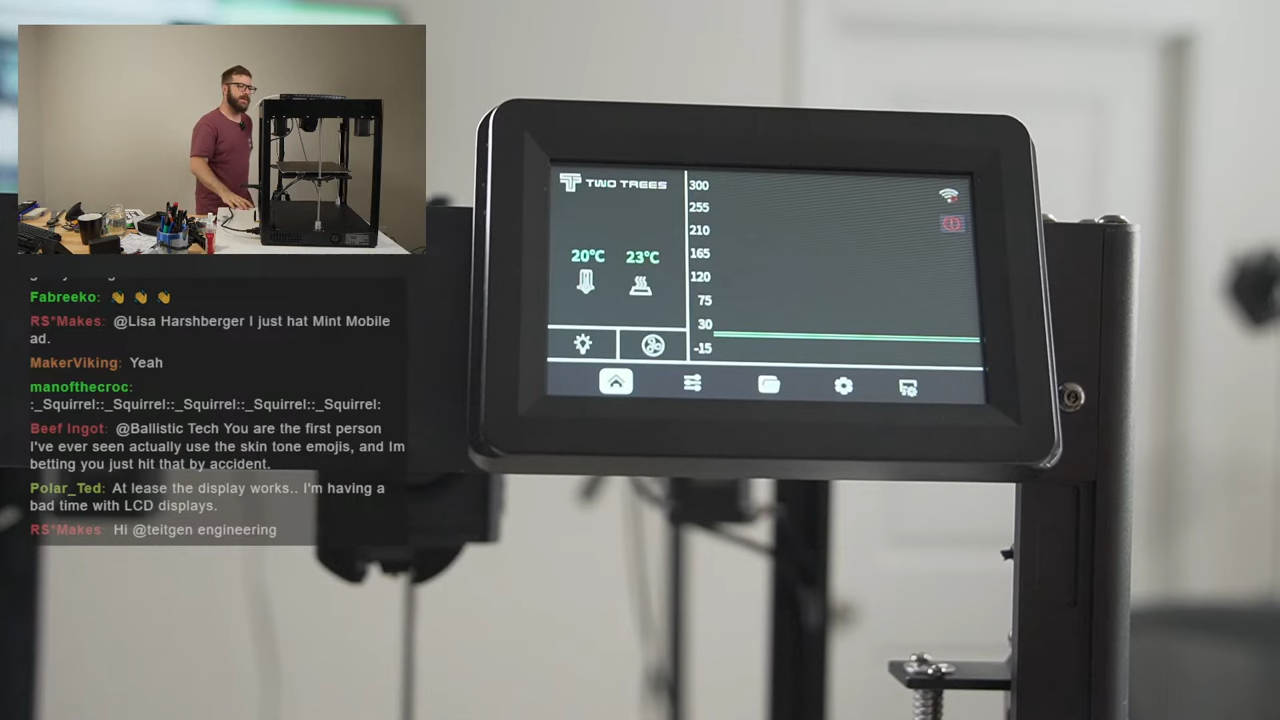 Fabreeko: 👏 👏 👏
RS*Makes: @Lisa Harshberger I just hat Mint Mobile
ad.
MakerViking: Yeah
manofthecroc:
:_Squirrel::_Squirrel::_Squirrel::_Squirrel::_Squirrel:
Beef Ingot: @Ballistic Tech You are the first person
I've ever seen actually use the skin tone emojis, and Im
betting you just hit that by accident.
Polar_Ted: At lease the display works.. I'm having a
bad time with LCD displays.
RS*Makes: Hi @teitgen engineering
TWO TREES
20°C 23°C
300
255
210
165
120
75
30
-15